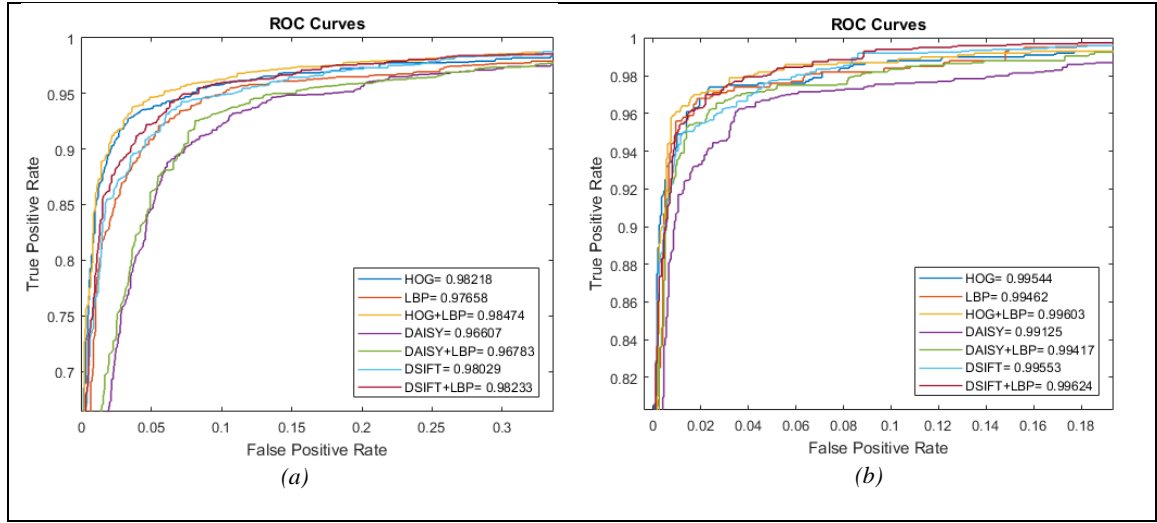 ROC Curves
1
0.95
0.9
0.85
0.8
0.75
0.7
True Positive Rate
HOG= 0.98218
LBP= 0.97658
HOG+LBP= 0.98474
DAISY= 0.96607
DAISY+LBP= 0.96783
DSIFT= 0.98029
DSIFT+LBP= 0.98233
0 0.05 0.1 0.15 0.2 0.25 0.3
False Positive Rate
(a)
ROC Curves
1
0.98
0.96
0.94
0.92
0.9
0.88
0.86
0.84
0.82
True Positive Rate
HOG= 0.99544
LBP= 0.99462
HOG+LBP= 0.99603
DAISY= 0.99125
DAISY+LBP= 0.99417
DSIFT= 0.99553
DSIFT+LBP= 0.99624
0 0.02 0.04 0.06 0.08 0.1 0.12 0.14 0.16 0.18
False Positive Rate
(b)